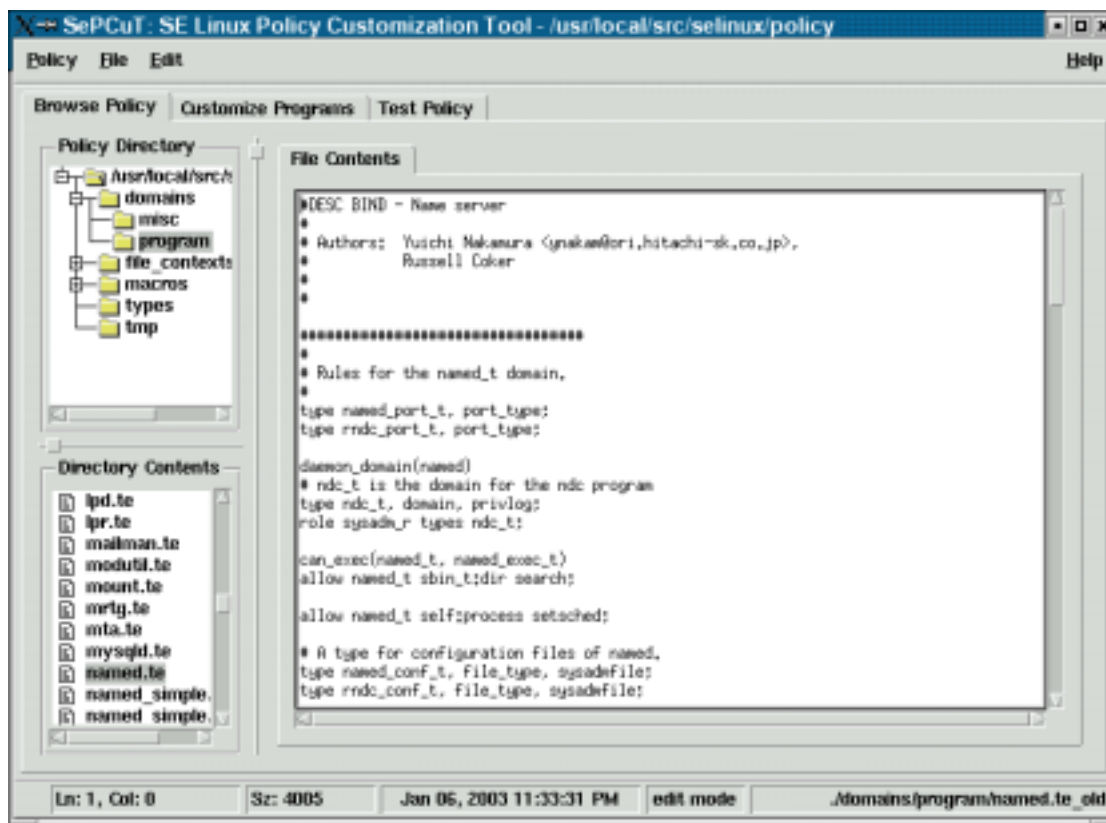 SePCuT: SE Linux Policy Customization Tool - /usr/local/src/selinux/policy
Policy File Edit Help
Browse Policy Customize Programs Test Policy
Policy Directory
/usr/local/src/s
domains
misc
program
file_contexts
macros
types
tmp
Directory Contents
lpd.te
lpr.te
mailman.te
modutil.te
mount.te
mrtg.te
mta.te
mysqld.te
named.te
named_simple.
named_simple.
File Contents
#DESC BIND - Name server
#
# Authors: Yuichi Nakamura <ynakam@ori.hitachi-sk.co.jp>,
# Russell Coker
#
#
#################################
#
# Rules for the named_t domain.
#
type named_port_t, port_type;
type rndc_port_t, port_type;
daemon_domain(named)
# ndc_t is the domain for the ndc program
type ndc_t, domain, privlog;
role sysadm_r types ndc_t;
can_exec(named_t, named_exec_t)
allow named_t sbin_t:dir search;
allow named_t self:process setsched;
# A type for configuration files of named.
type named_conf_t, file_type, sysadmfile;
type rndc_conf_t, file_type, sysadmfile;
Ln: 1, Col: 0 Sz: 4005 Jan 06, 2003 11:33:31 PM edit mode ./domains/program/named.te_old